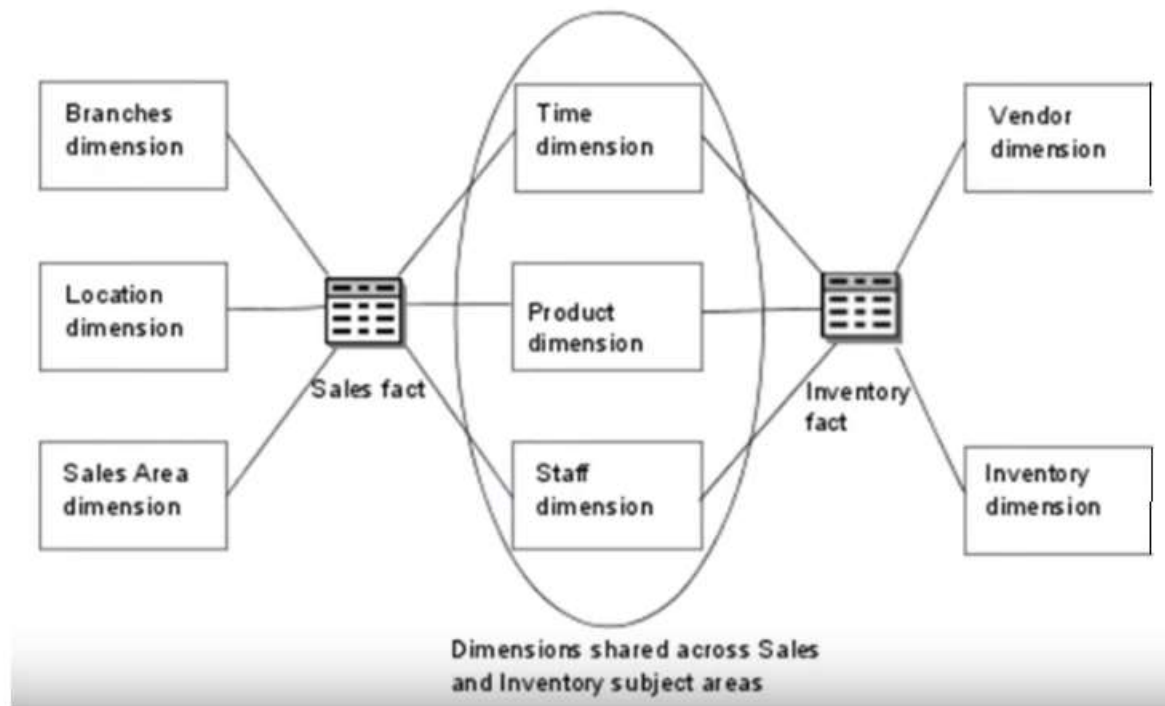 Branches
dimension
Time
dimension
Vendor
dimension
Location
dimension
Product
dimension
Sales fact
Inventory
fact
Sales Area
dimension
Staff
dimension
Inventory
dimension
Dimensions shared across Sales
and Inventory subject areas